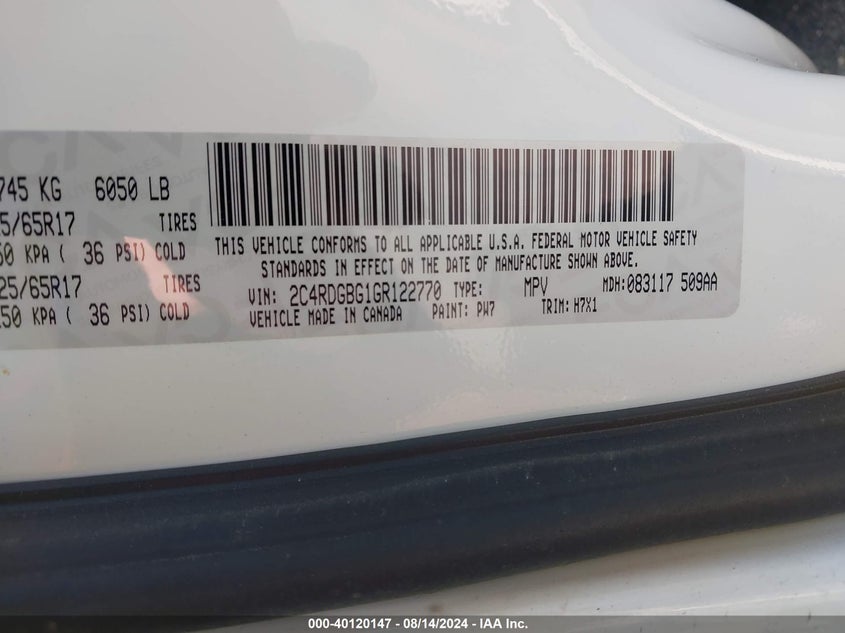 745 KG 6050 LB
5/65R17 TIRES
50 KPA ( 36 PSI) COLD
25/65R17 TIRES
250 KPA ( 36 PSI) COLD
THIS VEHICLE CONFORMS TO ALL APPLICABLE U.S.A. FEDERAL MOTOR VEHICLE SAFETY
STANDARDS IN EFFECT ON THE DATE OF MANUFACTURE SHOWN ABOVE.
VIN: 2C4RDGBG1GR122770 TYPE: MPV MDH: 083117 509AA
VEHICLE MADE IN CANADA PAINT: PW7 TRIM: H7X1
000-40120147 - 08/14/2024 - IAA Inc.